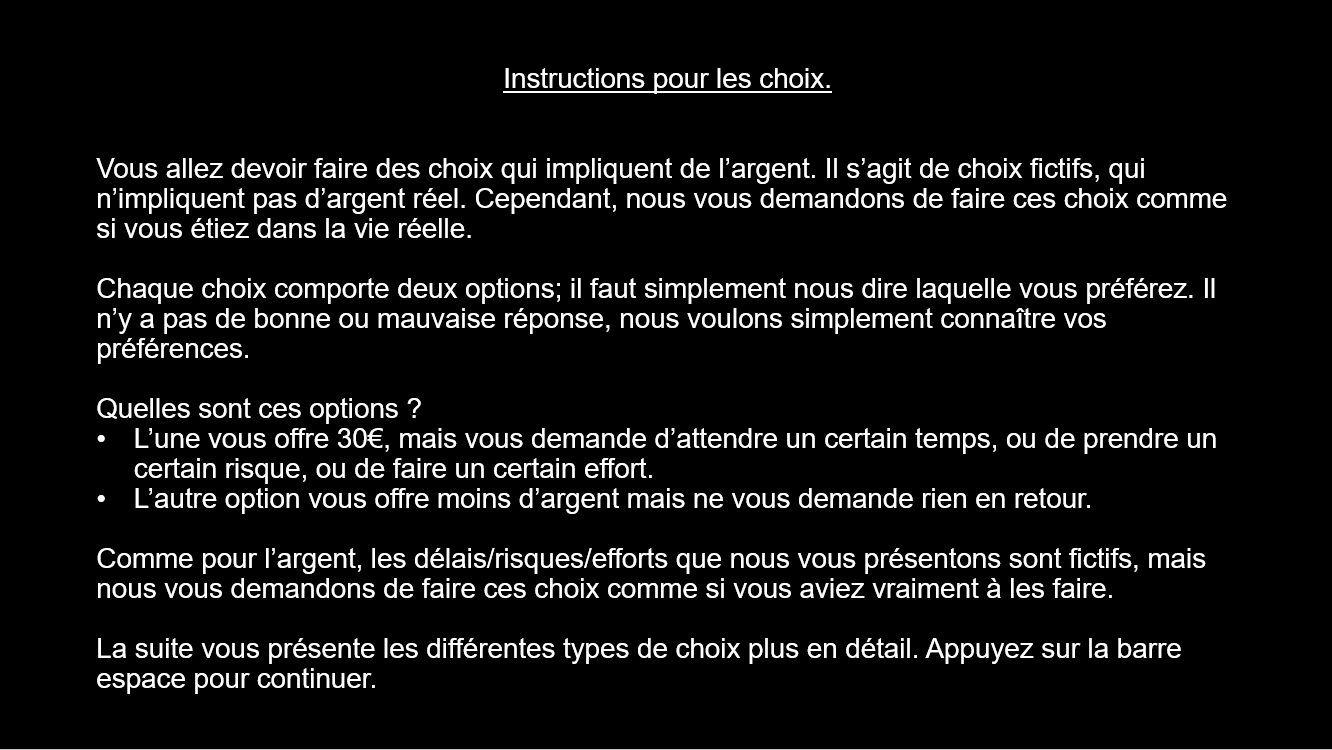 Instructions pour les choix.
Vous allez devoir faire des choix qui impliquent de l’argent. Il s’agit de choix fictifs, qui
n’impliquent pas d’argent réel. Cependant, nous vous demandons de faire ces choix comme
si vous étiez dans la vie réelle.
Chaque choix comporte deux options; il faut simplement nous dire laquelle vous préférez. Il
n’y a pas de bonne ou mauvaise réponse, nous voulons simplement connaître vos
préférences.
Quelles sont ces options ?
• L’une vous offre 30€, mais vous demande d’attendre un certain temps, ou de prendre un
certain risque, ou de faire un certain effort.
• L’autre option vous offre moins d’argent mais ne vous demande rien en retour.
Comme pour l’argent, les délais/risques/efforts que nous vous présentons sont fictifs, mais
nous vous demandons de faire ces choix comme si vous aviez vraiment à les faire.
La suite vous présente les différentes types de choix plus en détail. Appuyez sur la barre
espace pour continuer.